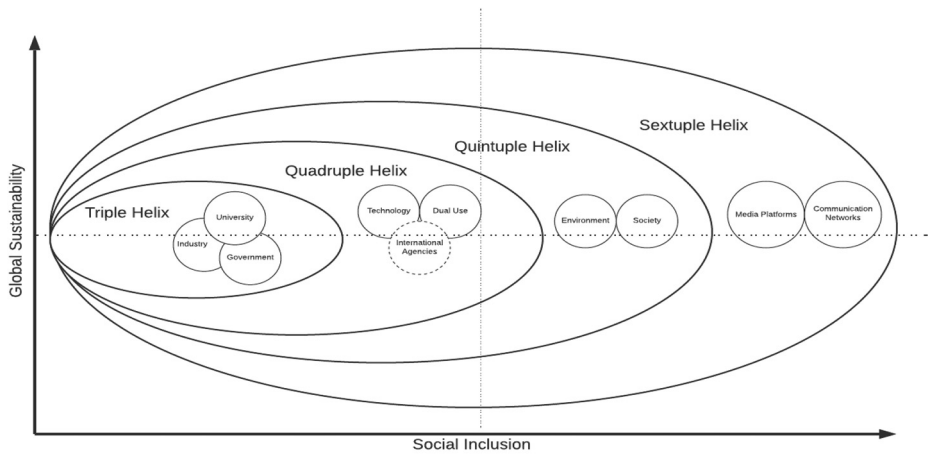 Sextuple Helix
Quintuple Helix
Quadruple Helix
Triple Helix
University
Industry
Government
Technology
Dual Use
International
Agencies
Environment
Society
Media Platforms
Communication
Networks
Global Sustainability
Social Inclusion